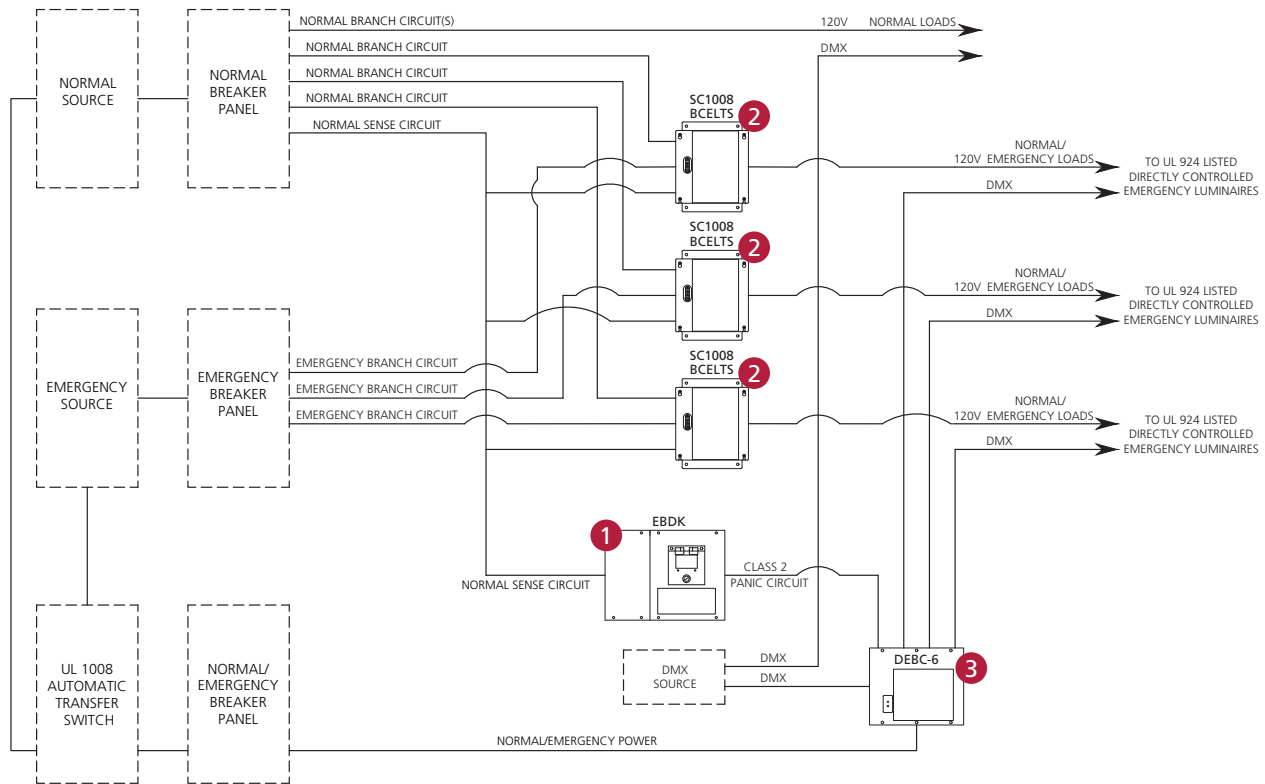 NORMAL BRANCH CIRCUIT(S)
120V NORMAL LOADS
NORMAL BRANCH CIRCUIT
DMX
NORMAL BRANCH CIRCUIT
NORMAL BRANCH CIRCUIT
NORMAL SENSE CIRCUIT
NORMAL
SOURCE
NORMAL
BREAKER
PANEL
SC1008
BCELTS
2
NORMAL/
120V EMERGENCY LOADS
DMX
TO UL 924 LISTED
DIRECTLY CONTROLLED
EMERGENCY LUMINAIRES
SC1008
BCELTS
2
NORMAL/
120V EMERGENCY LOADS
DMX
TO UL 924 LISTED
DIRECTLY CONTROLLED
EMERGENCY LUMINAIRES
EMERGENCY
SOURCE
EMERGENCY
BREAKER
PANEL
EMERGENCY BRANCH CIRCUIT
EMERGENCY BRANCH CIRCUIT
EMERGENCY BRANCH CIRCUIT
SC1008
BCELTS
2
NORMAL/
120V EMERGENCY LOADS
DMX
TO UL 924 LISTED
DIRECTLY CONTROLLED
EMERGENCY LUMINAIRES
1
EBDK
NORMAL SENSE CIRCUIT
CLASS 2
PANIC CIRCUIT
DMX
SOURCE
DMX
DMX
DEBC-6
3
UL 1008
AUTOMATIC
TRANSFER
SWITCH
NORMAL/
EMERGENCY
BREAKER
PANEL
NORMAL/EMERGENCY POWER